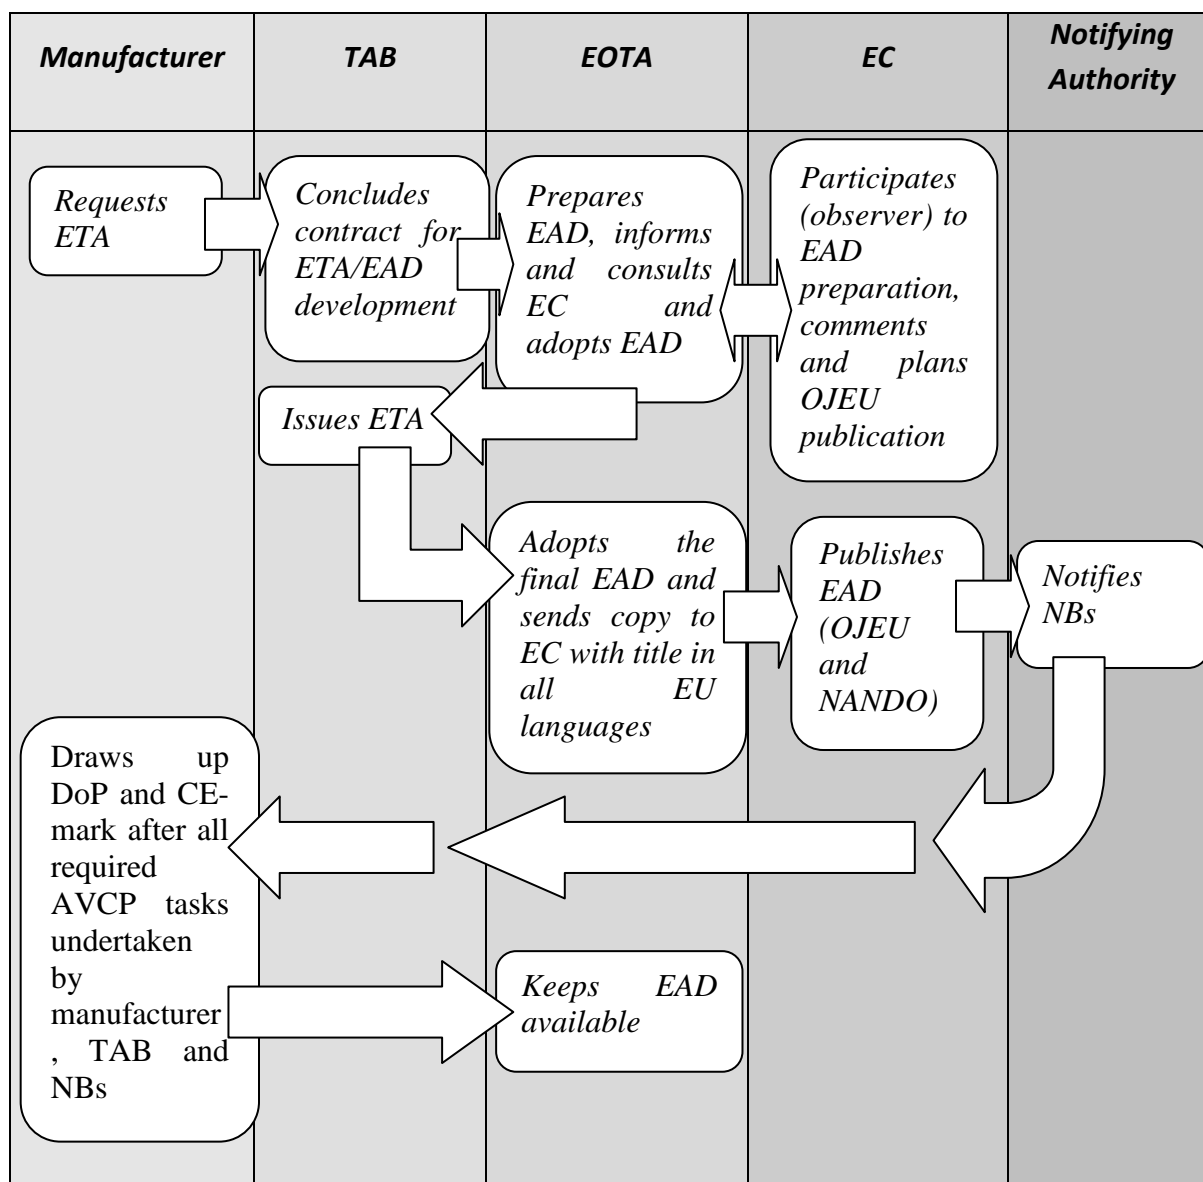 Manufacturer
TAB
EOTA
EC
Notifying
Authority
Requests
ETA
Concludes
contract for
ETA/EAD
development
Prepares
EAD, informs
and consults
EC and
adopts EAD
Participates
(observer) to
EAD
preparation,
comments
and plans
OJEU
publication
Issues ETA
Adopts the
final EAD and
sends copy to
EC with title in
all EU
languages
Publishes
EAD
(OJEU
and
NANDO)
Notifies
NBs
Draws up
DoP and CE-
mark after all
required
AVCP tasks
undertaken
by
manufacturer
, TAB and
NBs
Keeps EAD
available